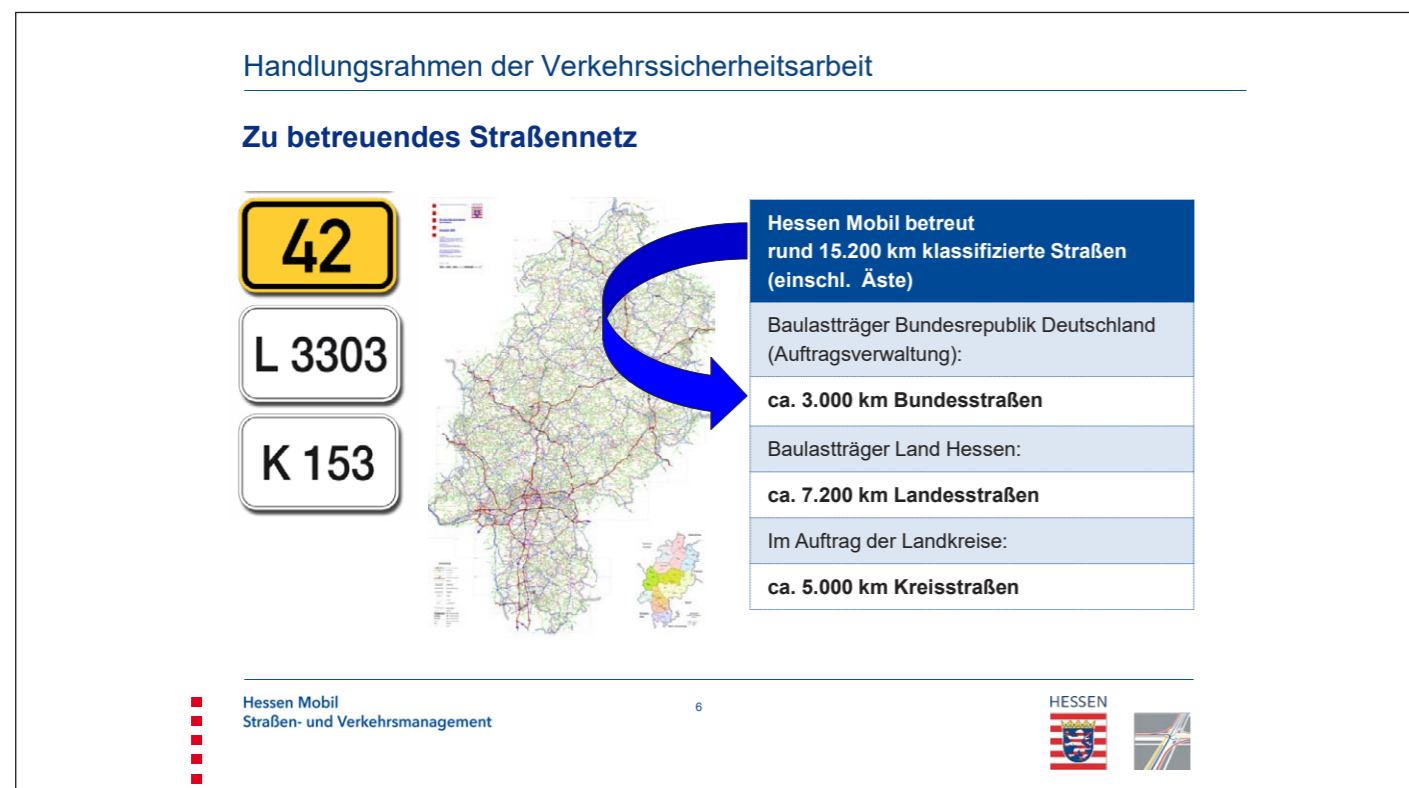 Handlungsrahmen der Verkehrssicherheitsarbeit
Zu betreuendes Straßennetz
42
L 3303
K 153
Hessen Mobil betreut
rund 15.200 km klassifizierte Straßen
(einschl. Äste)
Baulastträger Bundesrepublik Deutschland
(Auftragsverwaltung):
ca. 3.000 km Bundesstraßen
Baulastträger Land Hessen:
ca. 7.200 km Landesstraßen
Im Auftrag der Landkreise:
ca. 5.000 km Kreisstraßen
Hessen Mobil
Straßen- und Verkehrsmanagement
6
HESSEN